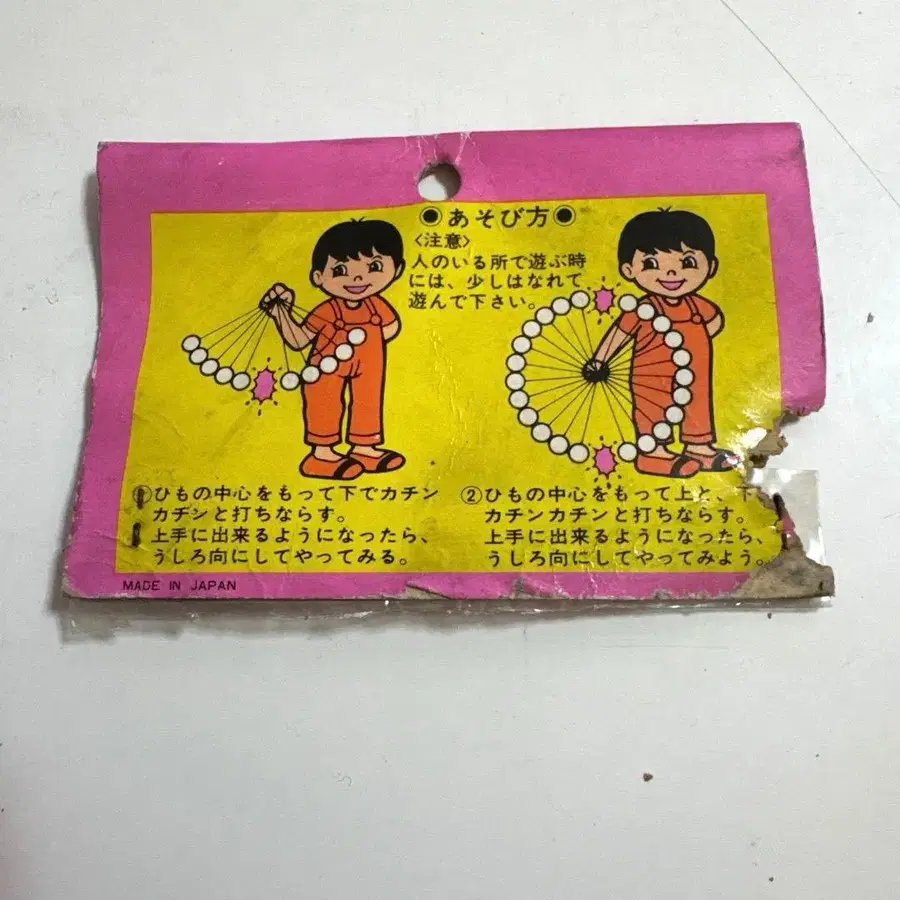 ◉あそび方◉
〈注意〉
人のいる所で遊ぶ時
には、少しはなれて
遊んで下さい。
①ひもの中心をもって下でカチン
カチンと打ちならす。
上手に出来るようになったら、
うしろ向にしてやってみる。
②ひもの中心をもって上と、下
カチンカチンと打ちならす。
上手に出来るようになったら、
うしろ向にしてやってみよう。
MADE IN JAPAN